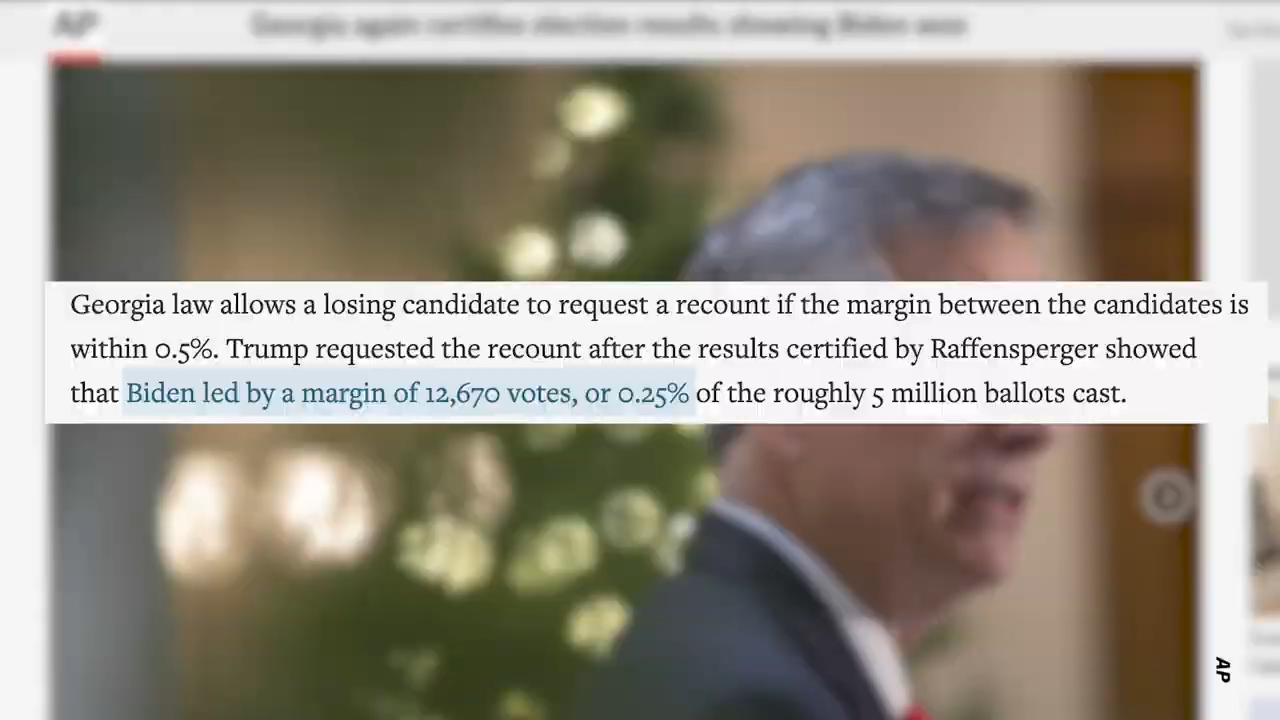 AP
Georgia again certifies election results showing Biden won
Georgia law allows a losing candidate to request a recount if the margin between the candidates is
within 0.5%. Trump requested the recount after the results certified by Raffensperger showed
that Biden led by a margin of 12,670 votes, or 0.25% of the roughly 5 million ballots cast.
AP